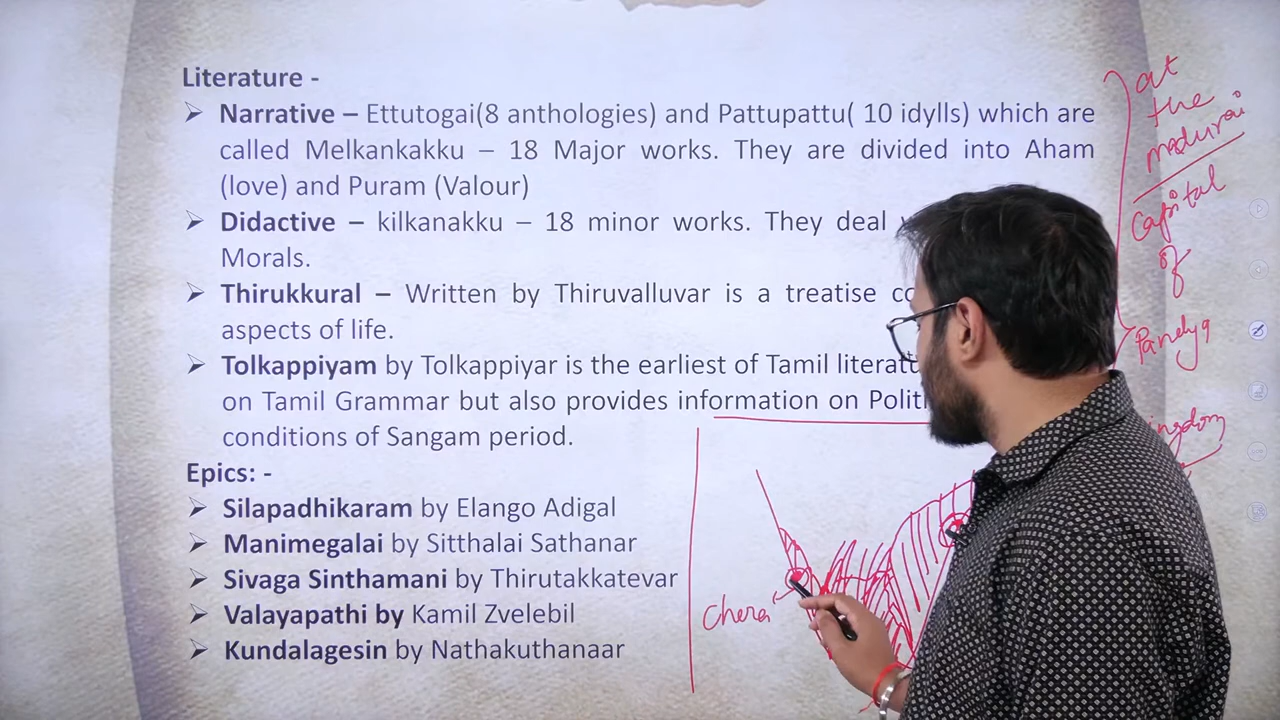 Literature -
Narrative – Ettutogai(8 anthologies) and Pattupattu( 10 idylls) which are
called Melkankakku – 18 Major works. They are divided into Aham
(love) and Puram (Valour)
Didactive – kilkanakku – 18 minor works. They deal
Morals.
Thirukkural – Written by Thiruvalluvar is a treatise
aspects of life.
Tolkappiyam by Tolkappiyar is the earliest of Tamil
on Tamil Grammar but also provides information on
conditions of Sangam period.
Epics: -
Silapadhikaram by Elango Adigal
Manimegalai by Sitthalai Sathanar
Sivaga Sinthamani by Thirutakkatevar
Valayapathi by Kamil Zvelebil
Kundalagesin by Nathakuthanaar
Chera
at
the
madurai
Capital
of
Pandya